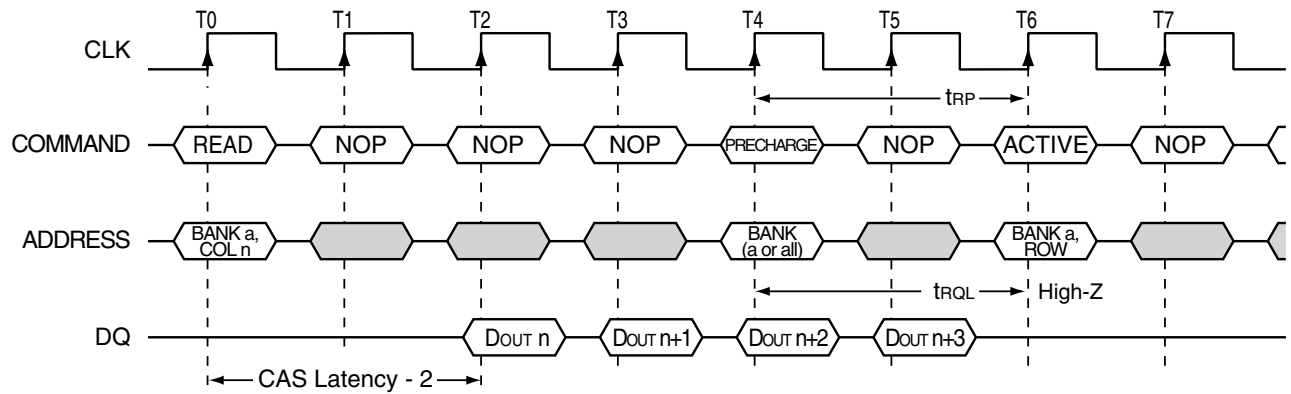 T0 T1 T2 T3 T4 T5 T6 T7
CLK
tRP
COMMAND READ NOP NOP NOP PRECHARGE NOP ACTIVE NOP
ADDRESS BANK a, COL n BANK (a or all) BANK a, ROW
tRQL High-Z
DQ DOUT n DOUT n+1 DOUT n+2 DOUT n+3
CAS Latency - 2